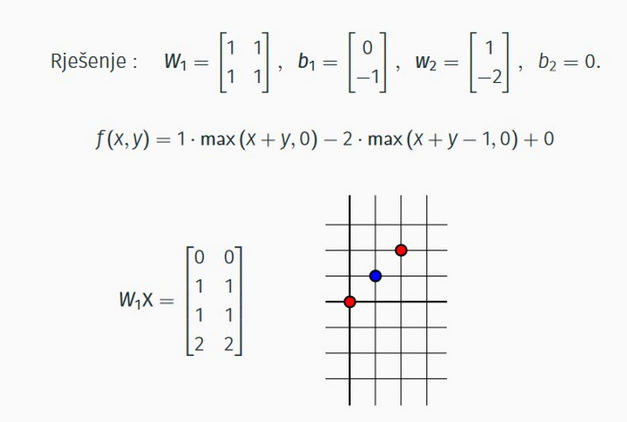 Rješenje : W₁ = [1 1; 1 1], b₁ = [0; −1], w₂ = [1; −2], b₂ = 0.
f(x, y) = 1 · max (x + y, 0) − 2 · max (x + y − 1, 0) + 0
W₁X = [0 0; 1 1; 1 1; 2 2]